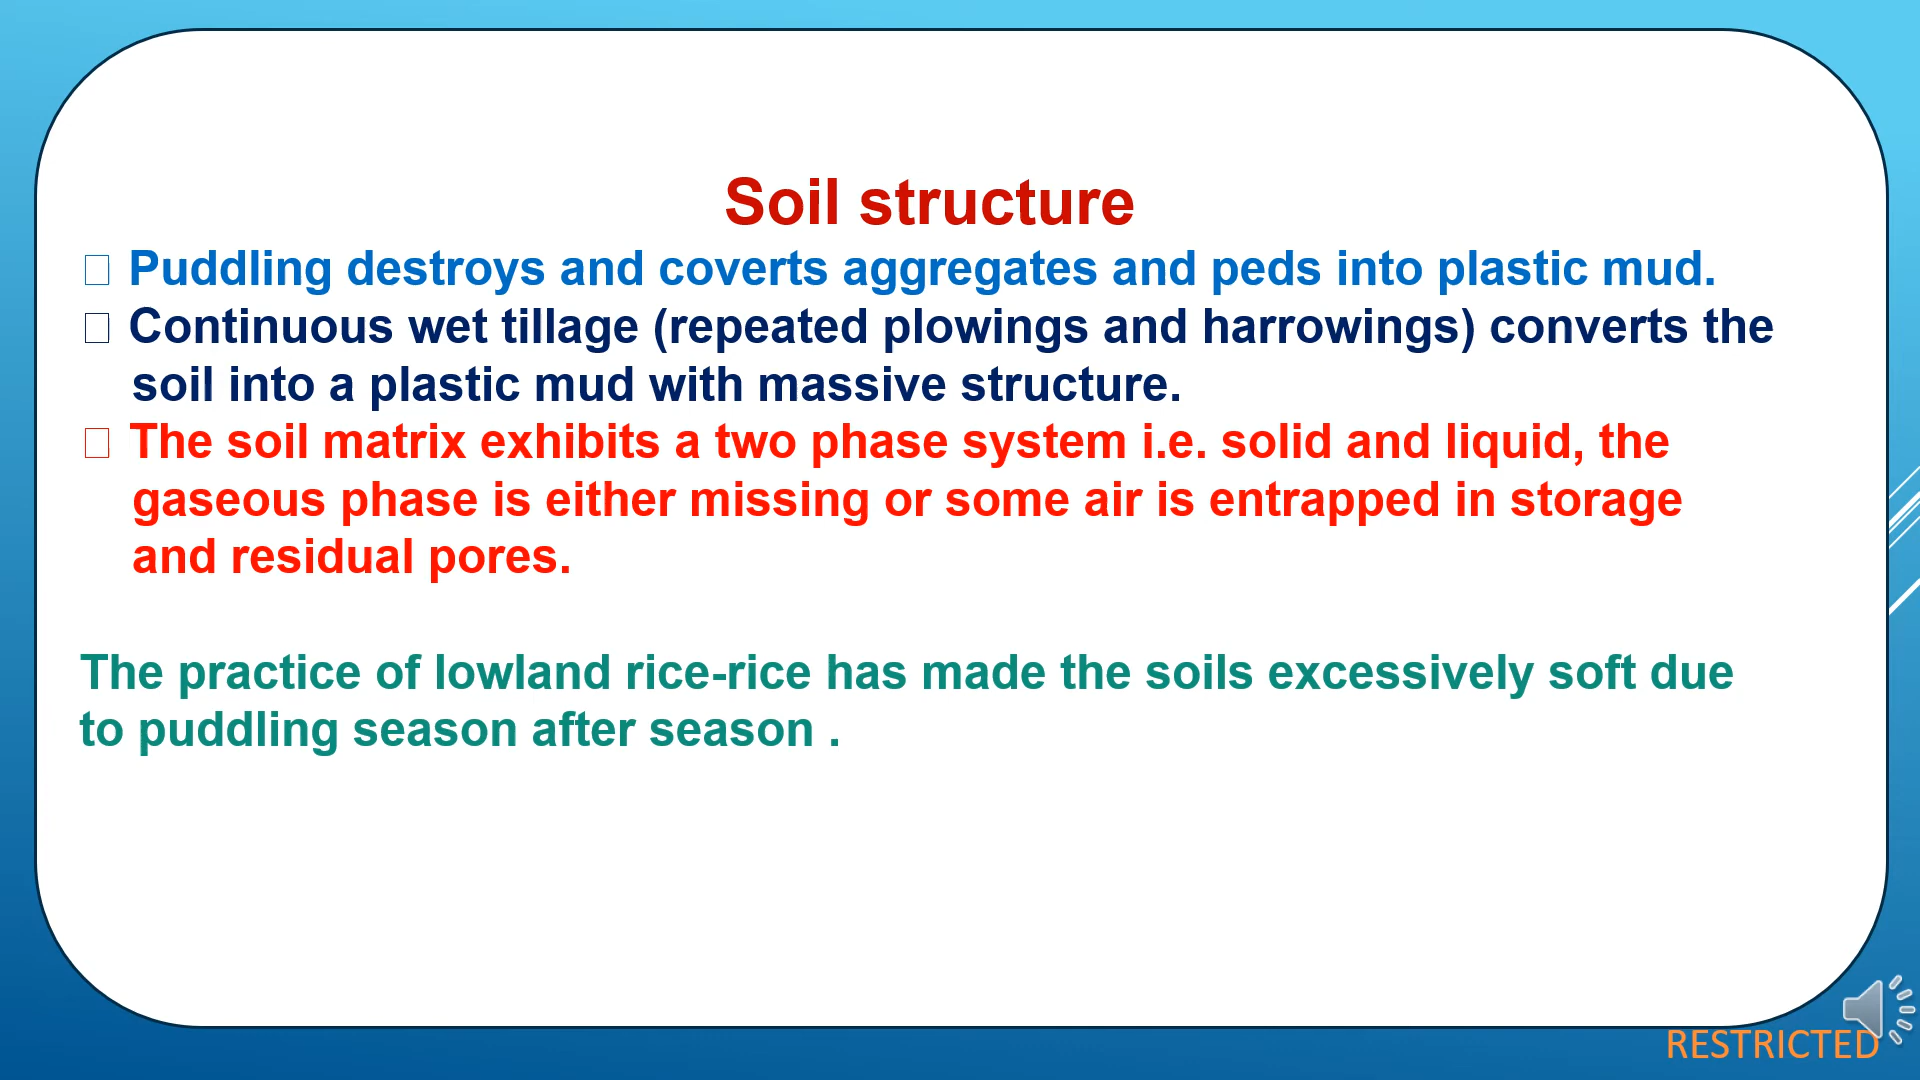 Soil structure
Puddling destroys and coverts aggregates and peds into plastic mud.
Continuous wet tillage (repeated plowings and harrowings) converts the
soil into a plastic mud with massive structure.
The soil matrix exhibits a two phase system i.e. solid and liquid, the
gaseous phase is either missing or some air is entrapped in storage
and residual pores.
The practice of lowland rice-rice has made the soils excessively soft due
to puddling season after season .
RESTRICTED